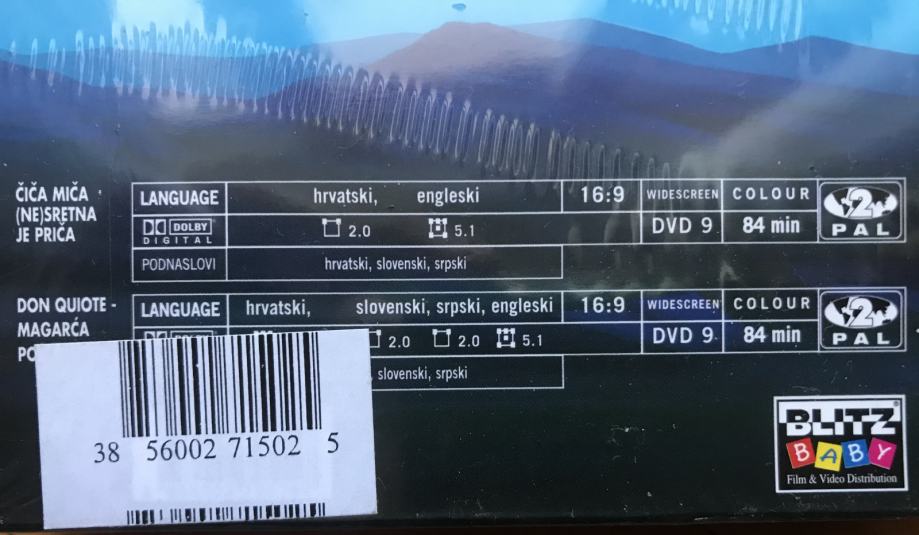 ČIČA MIČA
(NE)SRETNA
JE PRIČA
LANGUAGE hrvatski, engleski 16:9 WIDESCREEN COLOUR
DOLBY DIGITAL 2.0 5.1 DVD 9 84 min 2 PAL
PODNASLOVI hrvatski, slovenski, srpski
DON QUIOTE -
MAGARĆA
LANGUAGE hrvatski, slovenski, srpski, engleski 16:9 WIDESCREEN COLOUR
2.0 2.0 5.1 DVD 9 84 min 2 PAL
, slovenski, srpski
38 56002 71502 5
BLITZ
BABY
Film & Video Distribution